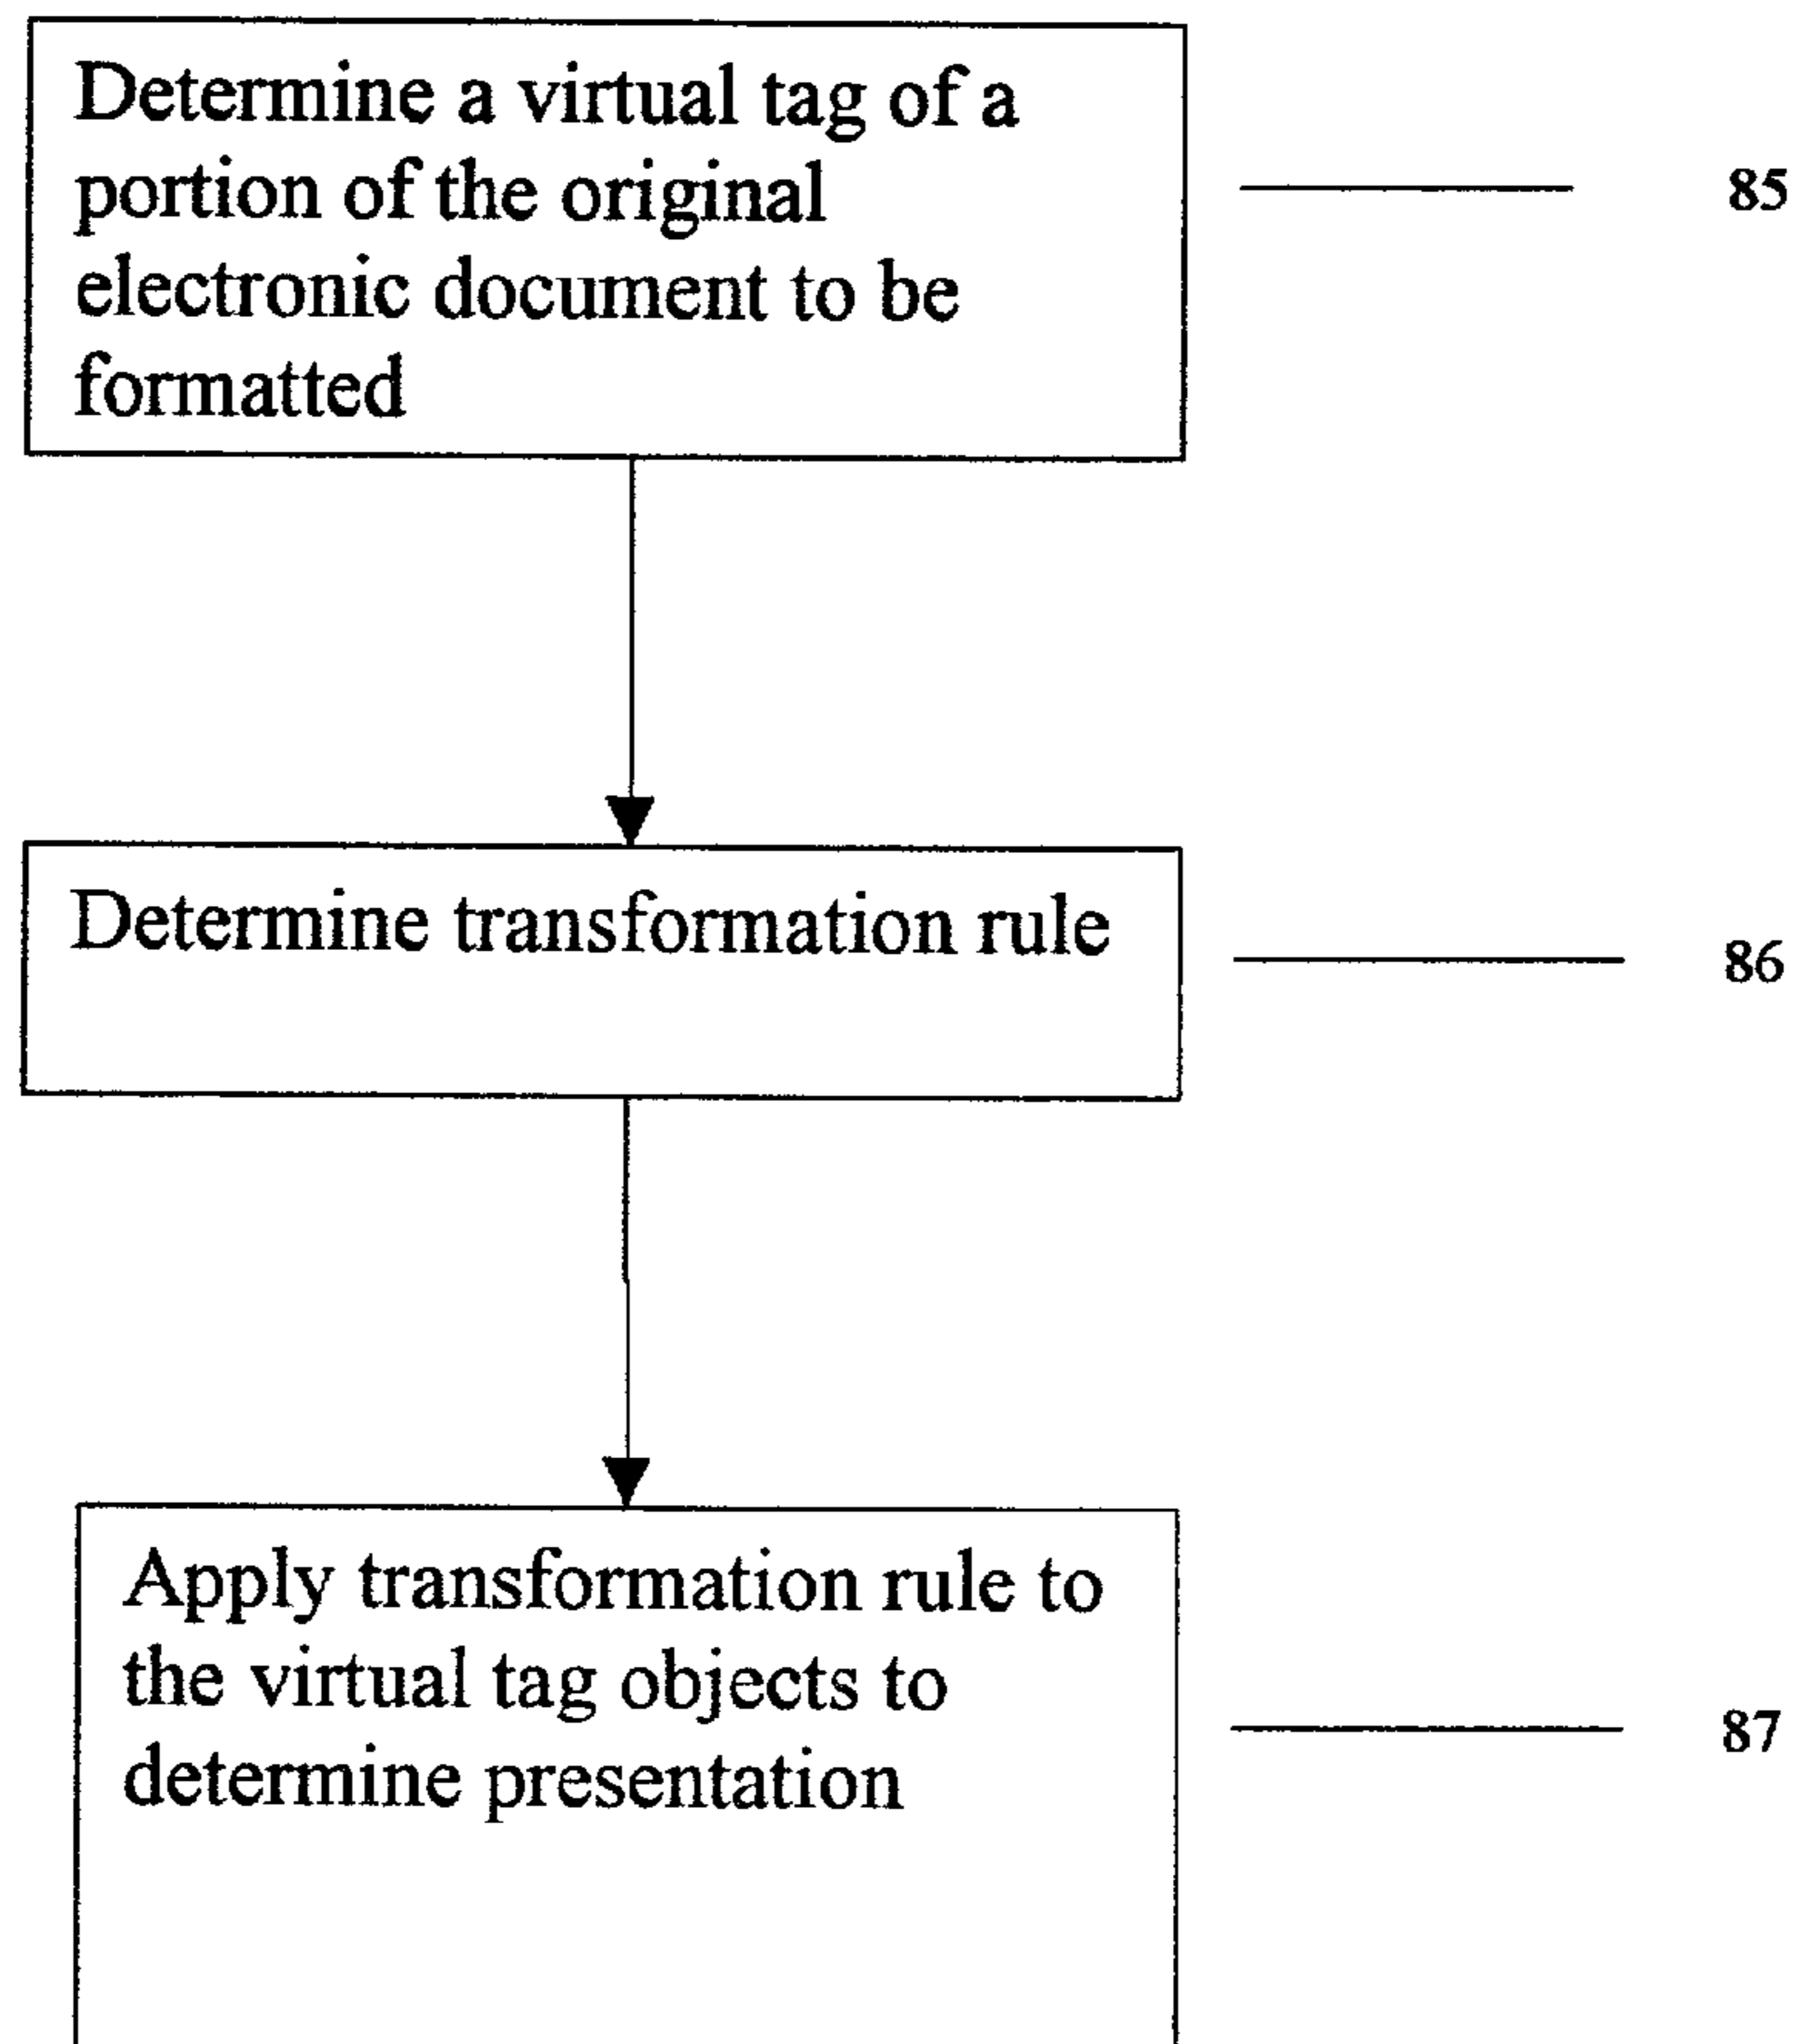 Determine a virtual tag of a
portion of the original
electronic document to be
formatted
85
Determine transformation rule
86
Apply transformation rule to
the virtual tag objects to
determine presentation
87